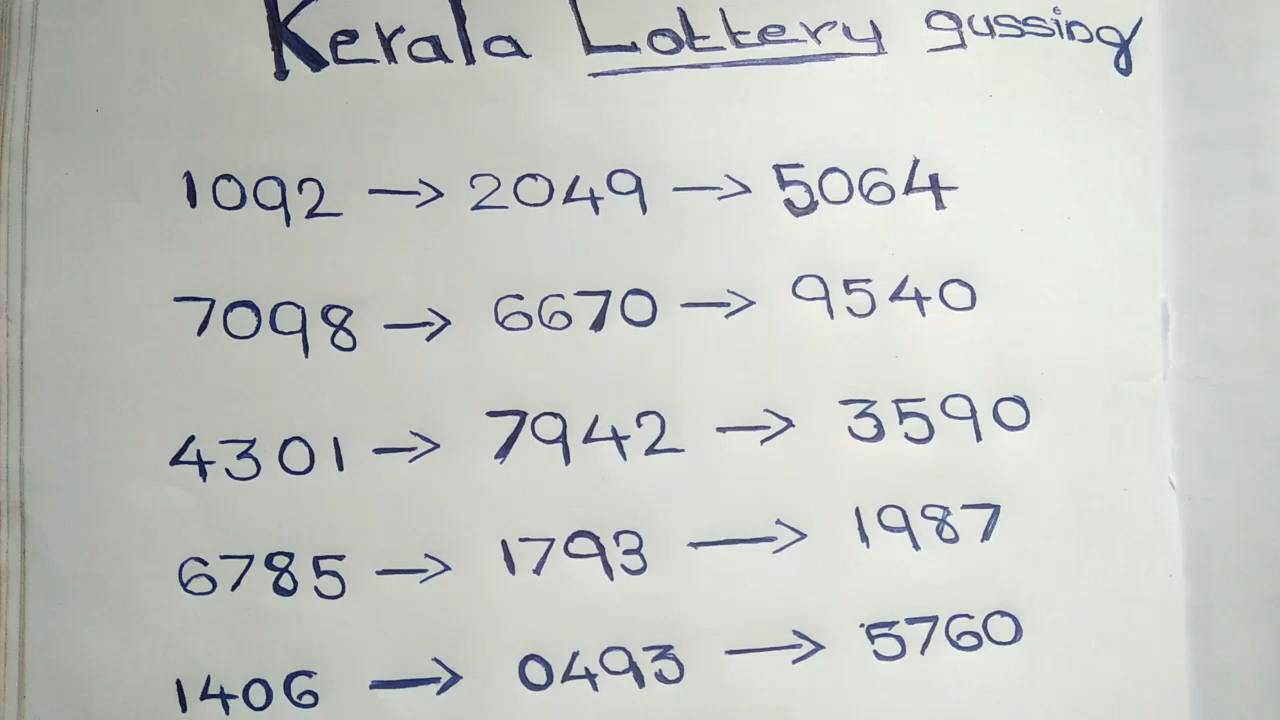 Kerala Lottery gussing
1092 → 2049 → 5064
7098 → 6670 → 9540
4301 → 7942 → 3590
6785 → 1793 → 1987
1406 → 0493 → 5760